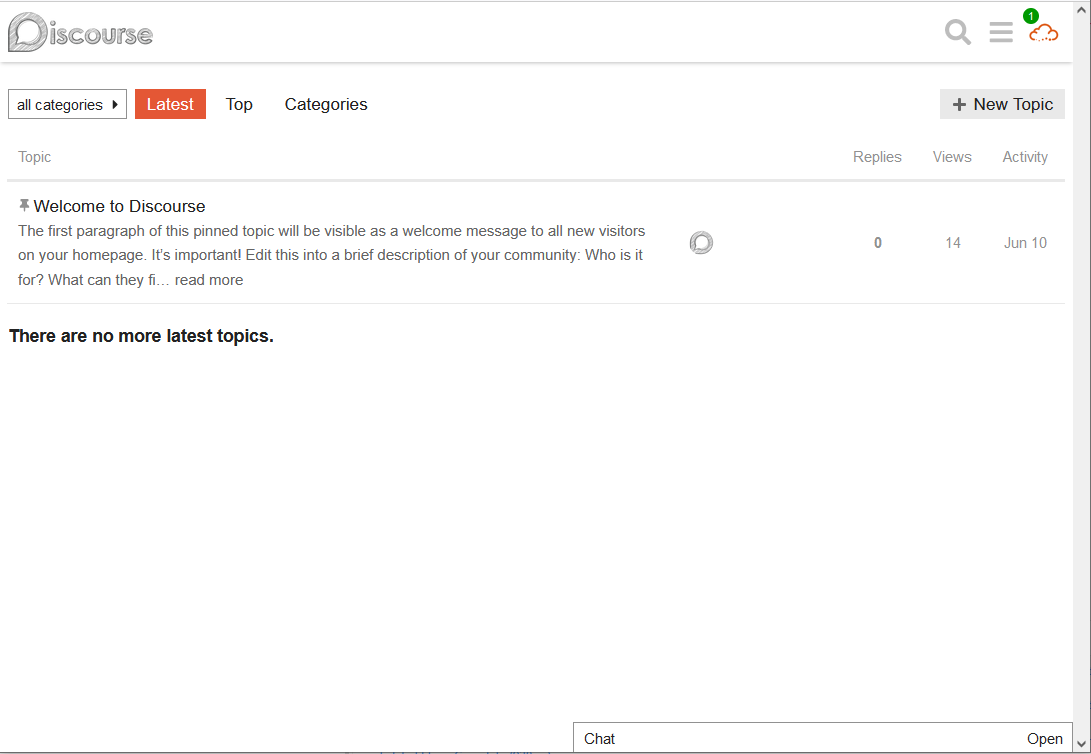 Discourse
1
all categories Latest Top Categories + New Topic
Topic Replies Views Activity
Welcome to Discourse
The first paragraph of this pinned topic will be visible as a welcome message to all new visitors
on your homepage. It's important! Edit this into a brief description of your community: Who is it
for? What can they fi… read more
0 14 Jun 10
There are no more latest topics.
Chat Open